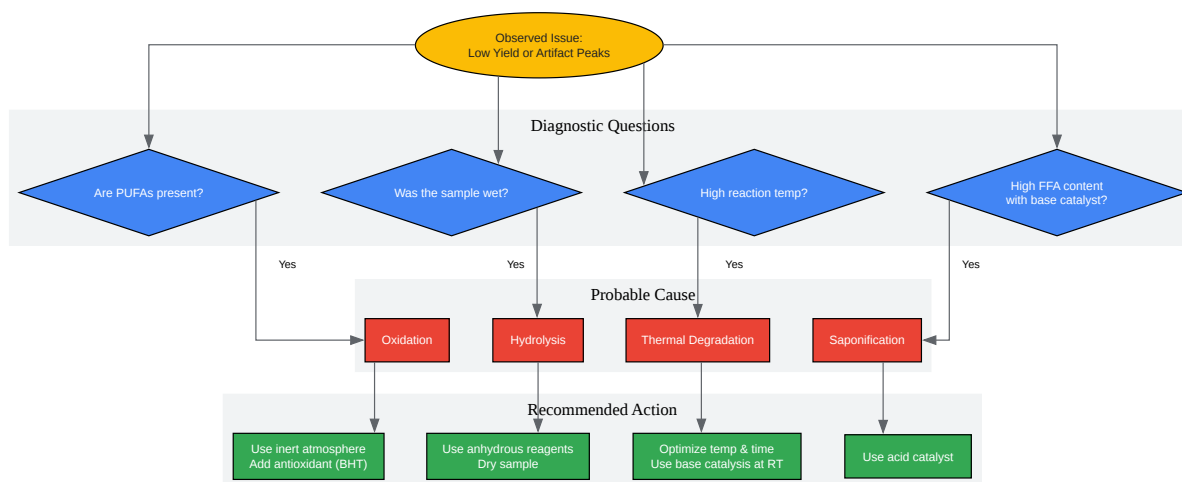 Observed Issue:
Low Yield or Artifact Peaks
Diagnostic Questions
Are PUFAs present?
Was the sample wet?
High reaction temp?
High FFA content
with base catalyst?
Yes
Yes
Yes
Yes
Probable Cause
Oxidation
Hydrolysis
Thermal Degradation
Saponification
Recommended Action
Use inert atmosphere
Add antioxidant (BHT)
Use anhydrous reagents
Dry sample
Optimize temp & time
Use base catalysis at RT
Use acid catalyst